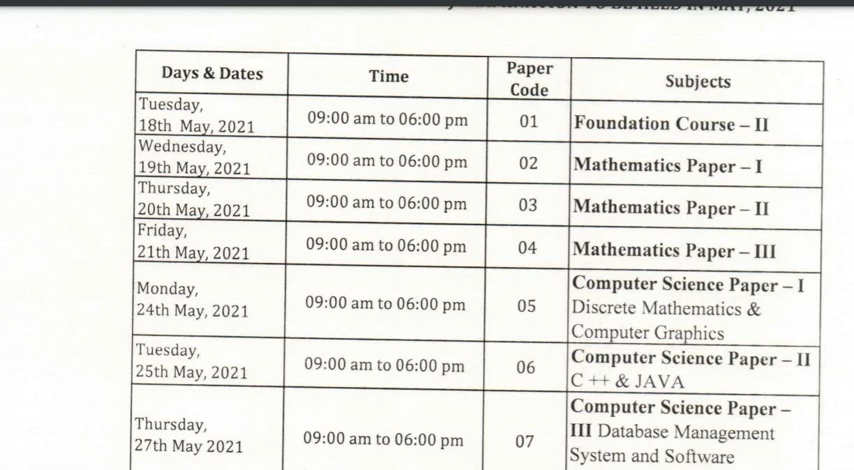 TO BE HELD IN MAY, 2021
Days & Dates Time Paper Code Subjects
Tuesday,
18th May, 2021 09:00 am to 06:00 pm 01 Foundation Course – II
Wednesday,
19th May, 2021 09:00 am to 06:00 pm 02 Mathematics Paper – I
Thursday,
20th May, 2021 09:00 am to 06:00 pm 03 Mathematics Paper – II
Friday,
21th May, 2021 09:00 am to 06:00 pm 04 Mathematics Paper – III
Monday,
24th May, 2021 09:00 am to 06:00 pm 05 Computer Science Paper – I
Discrete Mathematics &
Computer Graphics
Tuesday,
25th May, 2021 09:00 am to 06:00 pm 06 Computer Science Paper – II
C ++ & JAVA
Thursday,
27th May 2021 09:00 am to 06:00 pm 07 Computer Science Paper –
III Database Management
System and Software